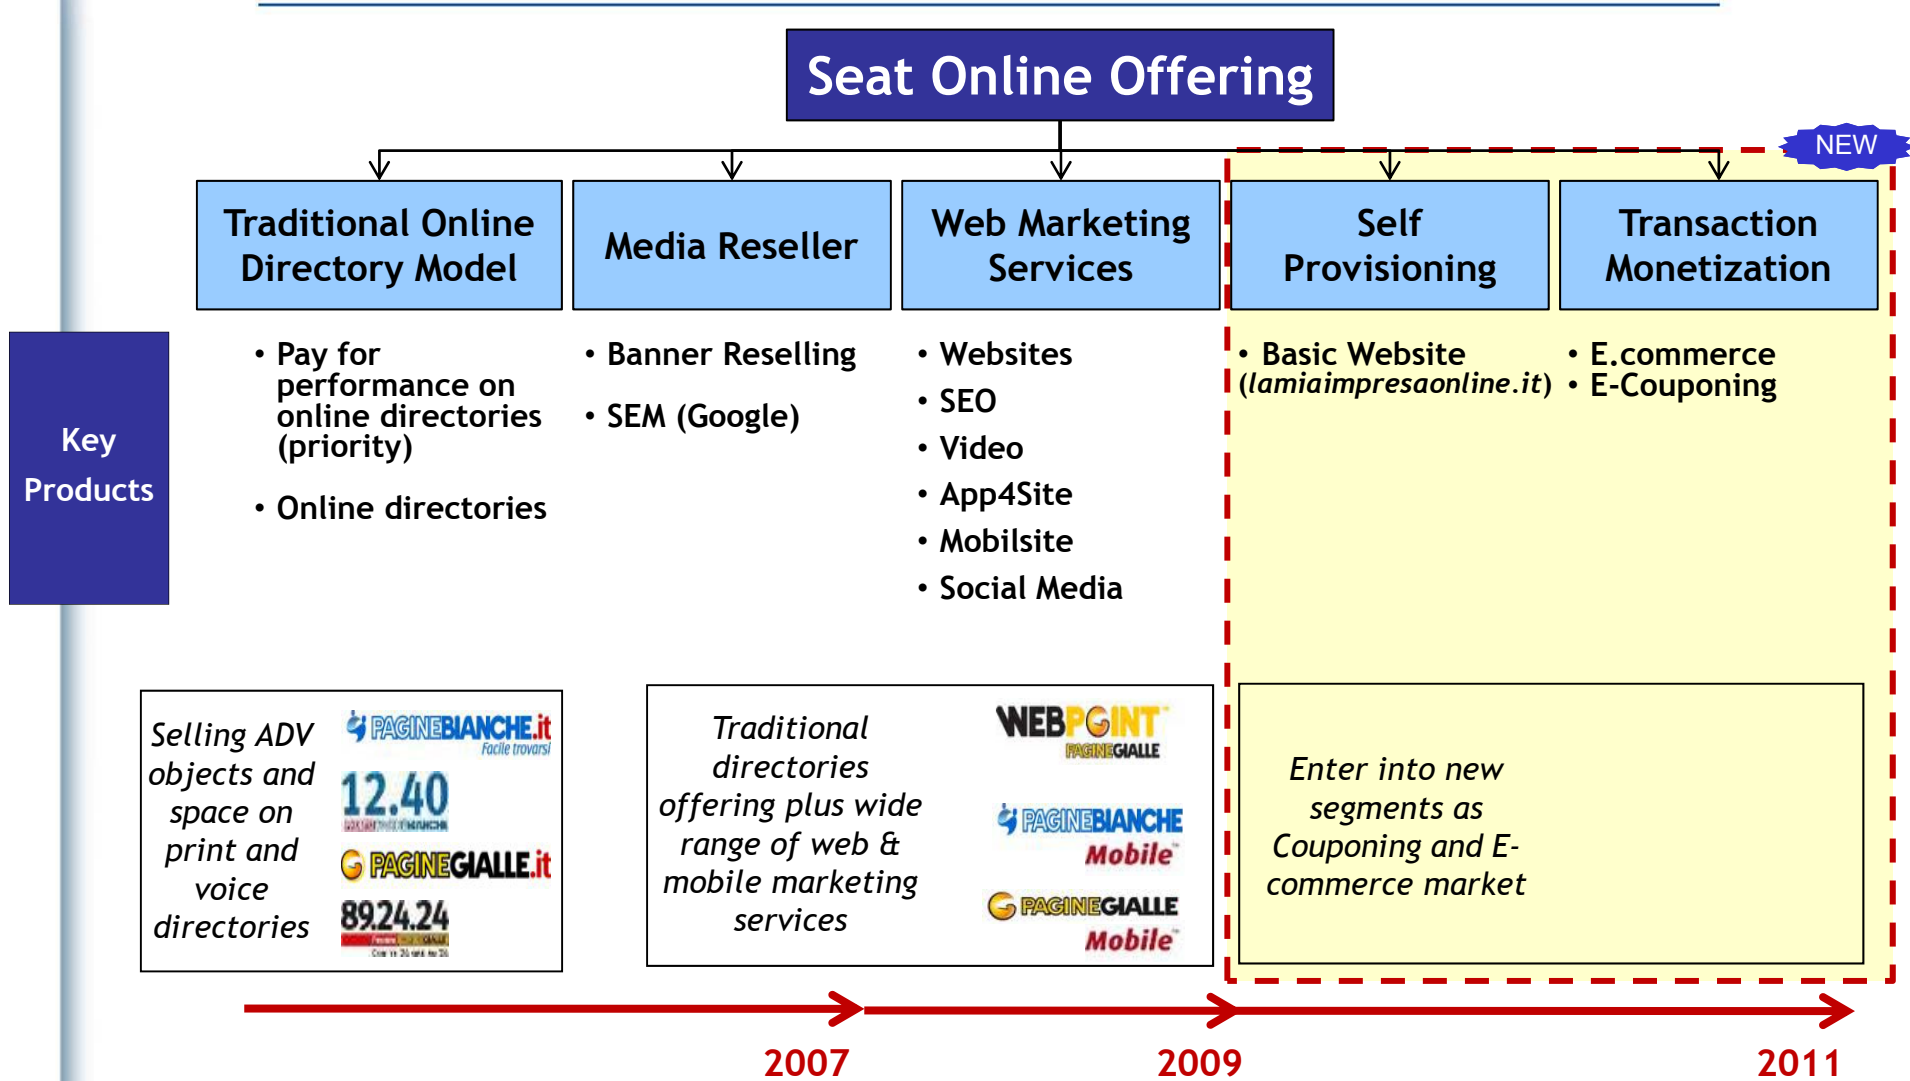 Seat Online Offering
NEW
Traditional Online
Directory Model
Media Reseller
Web Marketing
Services
Self
Provisioning
Transaction
Monetization
Key
Products
• Pay for
performance on
online directories
(priority)
• Online directories
• Banner Reselling
• SEM (Google)
• Websites
• SEO
• Video
• App4Site
• Mobilsite
• Social Media
• Basic Website
(lamiaimpresaonline.it)
• E.commerce
• E-Couponing
Selling ADV
objects and
space on
print and
voice
directories
PAGINEBIANCHE.it
Facile trovarsi
12.40
PAGINEGIALLE.it
89.24.24
Traditional
directories
offering plus wide
range of web &
mobile marketing
services
WEBPOINT™
PAGINEGIALLE
PAGINEBIANCHE
Mobile™
PAGINEGIALLE
Mobile™
Enter into new
segments as
Couponing and E-
commerce market
2007
2009
2011